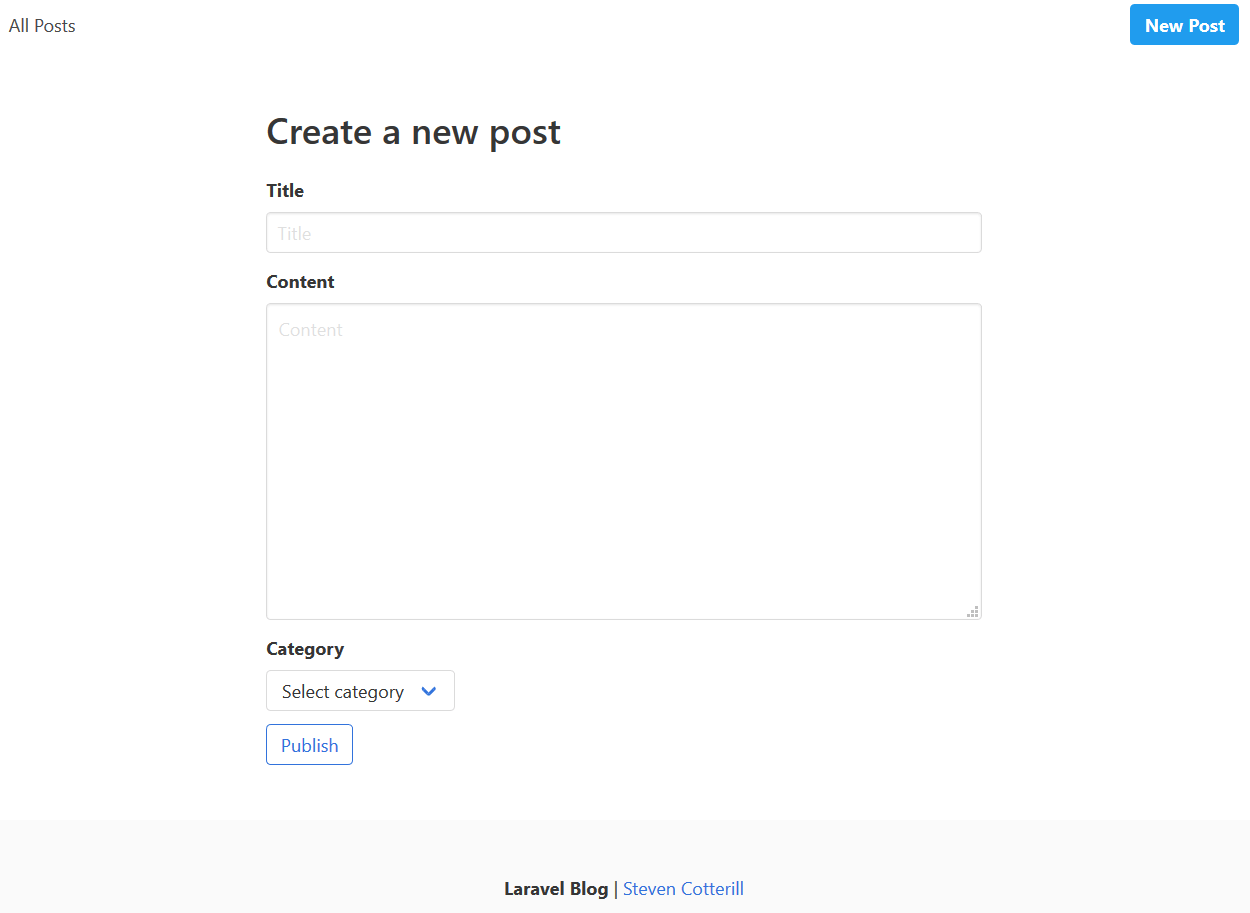 All Posts
New Post
Create a new post
Title
Title
Content
Content
Category
Select category
Publish
Laravel Blog | Steven Cotterill